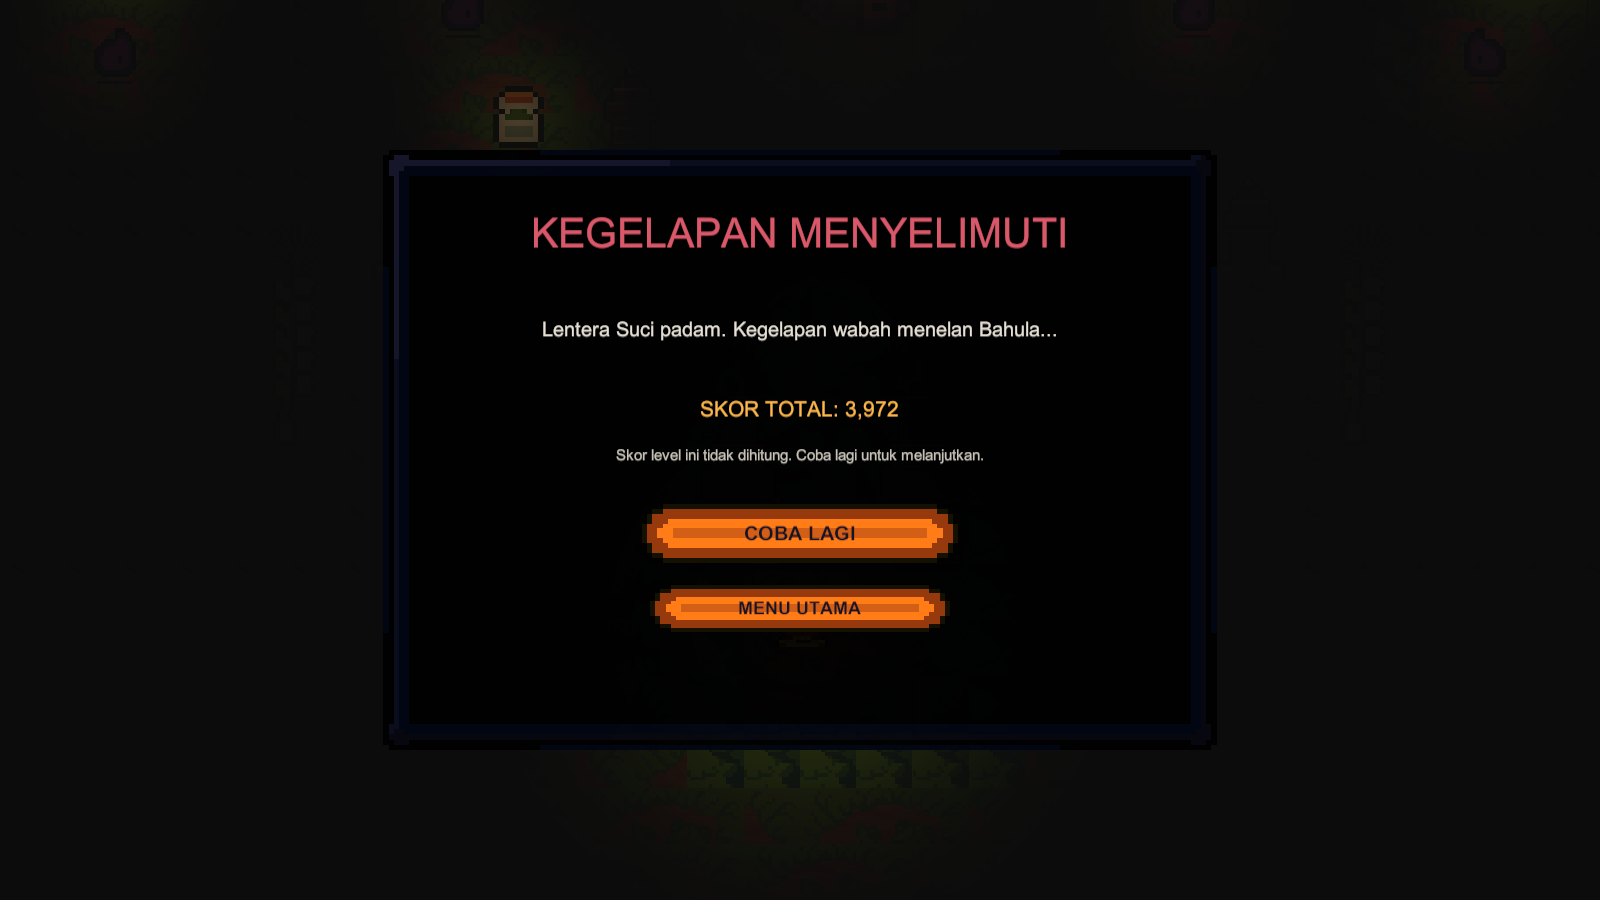 KEGELAPAN MENYELIMUTI
Lentera Suci padam. Kegelapan wabah menelan Bahula...
SKOR TOTAL: 3,972
Skor level ini tidak dihitung. Coba lagi untuk melanjutkan.
COBA LAGI
MENU UTAMA